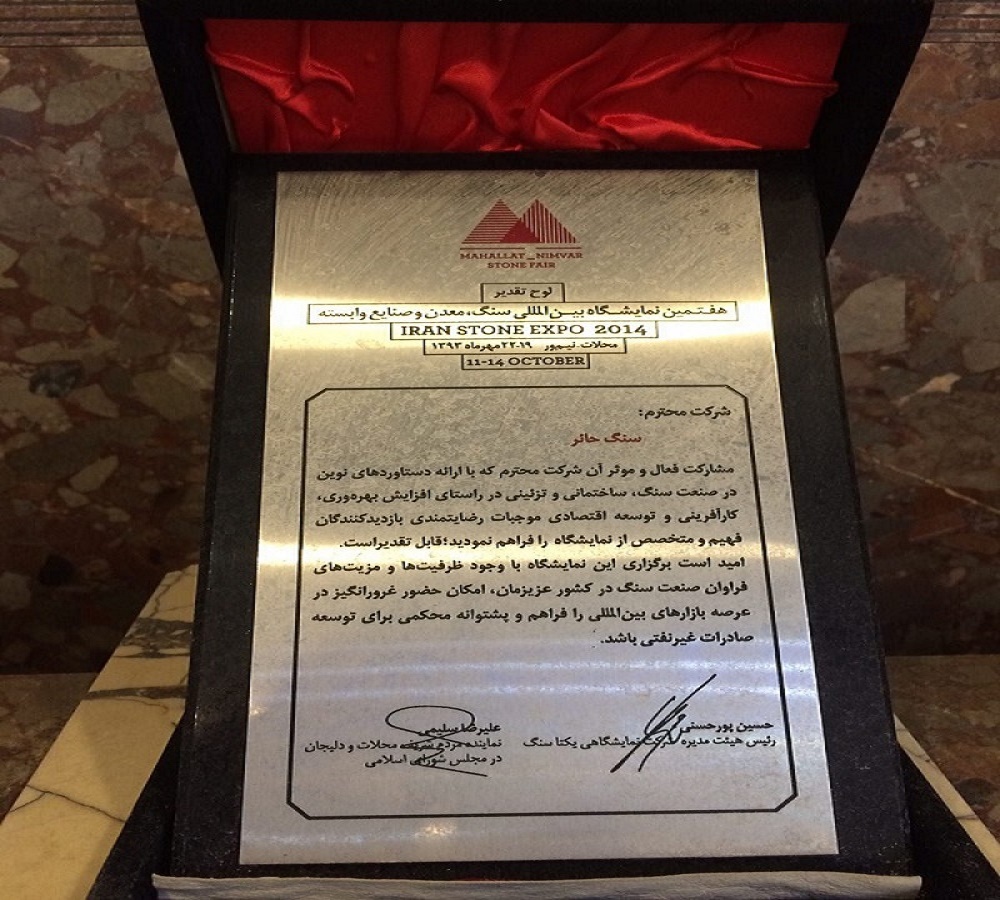 MAHALLAT_NIMVAR
STONE FAIR
لوح تقدیر
هفتمین نمایشگاه بین‌المللی سنگ، معدن و صنایع وابسته
IRAN STONE EXPO 2014
محلات.نیم‌ور ۱۹-۲۲مهرماه ۱۳۹۳
11-14 OCTOBER
شرکت محترم:
سنگ حائر
مشارکت فعال و موثر آن شرکت محترم که با ارائه دستاوردهای نوین
در صنعت سنگ، ساختمانی و تزئینی در راستای افزایش بهره‌وری،
کارآفرینی و توسعه اقتصادی موجبات رضایتمندی بازدیدکنندگان
فهیم و متخصص از نمایشگاه را فراهم نمودید؛قابل تقدیراست.
امید است برگزاری این نمایشگاه با وجود ظرفیت‌ها و مزیت‌های
فراوان صنعت سنگ در کشور عزیزمان، امکان حضور غرورانگیز در
عرصه بازارهای بین‌المللی را فراهم و پشتوانه محکمی برای توسعه
صادرات غیرنفتی باشد.
حسین پورحسنی
رئیس هیئت مدیره شرکت نمایشگاهی یکتا سنگ
علیرضا سلیمی
نماینده مردم شریف محلات و دلیجان
در مجلس شورای اسلامی